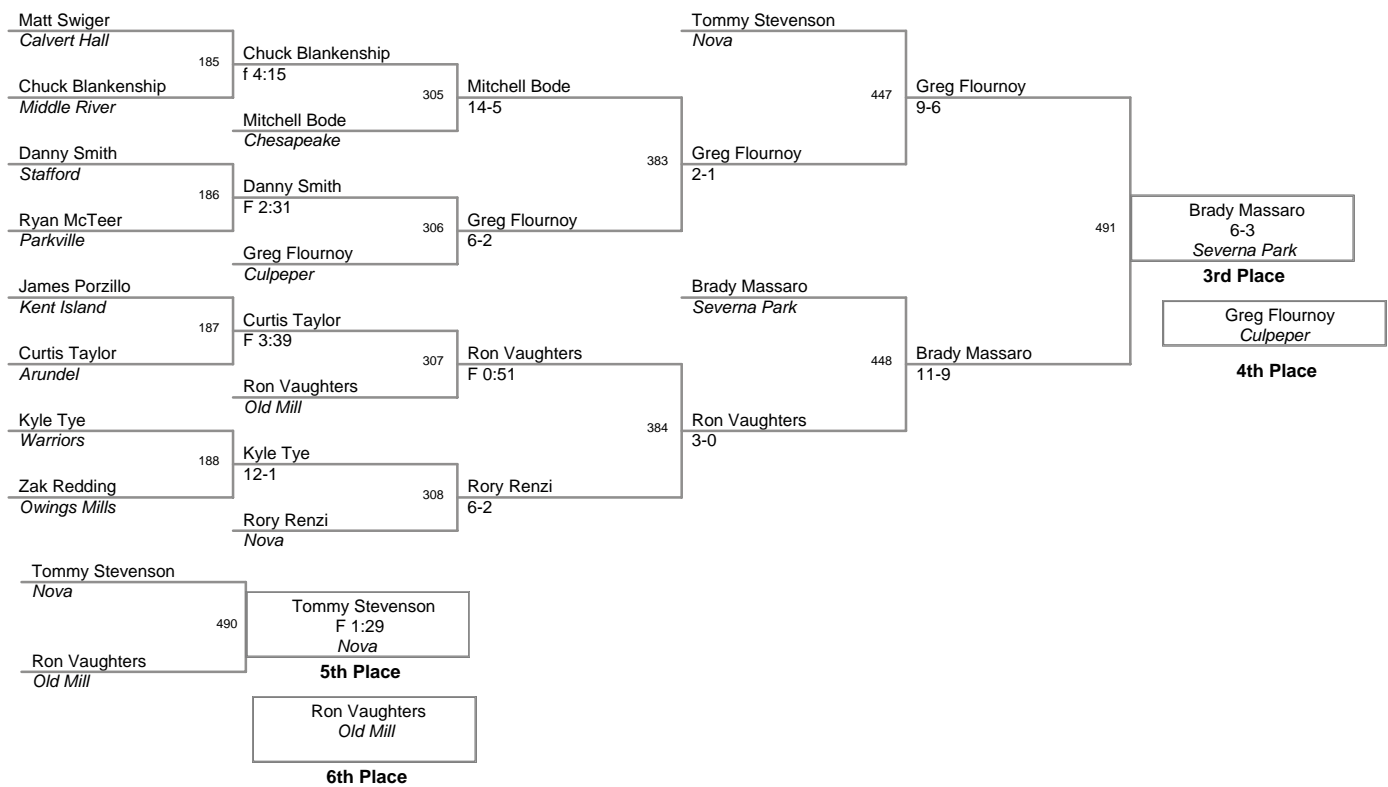 Matt Swiger
Calvert Hall
185
Chuck Blankenship
Middle River
Danny Smith
Stafford
186
Ryan McTeer
Parkville
James Porzillo
Kent Island
187
Curtis Taylor
Arundel
Kyle Tye
Warriors
188
Zak Redding
Owings Mills
Chuck Blankenship
f 4:15
305
Mitchell Bode
Chesapeake
Danny Smith
F 2:31
306
Greg Flournoy
Culpeper
Curtis Taylor
F 3:39
307
Ron Vaughters
Old Mill
Kyle Tye
12-1
308
Rory Renzi
Nova
Mitchell Bode
14-5
383
Greg Flournoy
6-2
Ron Vaughters
F 0:51
384
Rory Renzi
6-2
Tommy Stevenson
Nova
447
Greg Flournoy
2-1
Brady Massaro
Severna Park
448
Ron Vaughters
3-0
Greg Flournoy
9-6
491
Brady Massaro
11-9
Brady Massaro
6-3
Severna Park
3rd Place
Greg Flournoy
Culpeper
4th Place
Tommy Stevenson
Nova
490
Ron Vaughters
Old Mill
Tommy Stevenson
F 1:29
Nova
5th Place
Ron Vaughters
Old Mill
6th Place